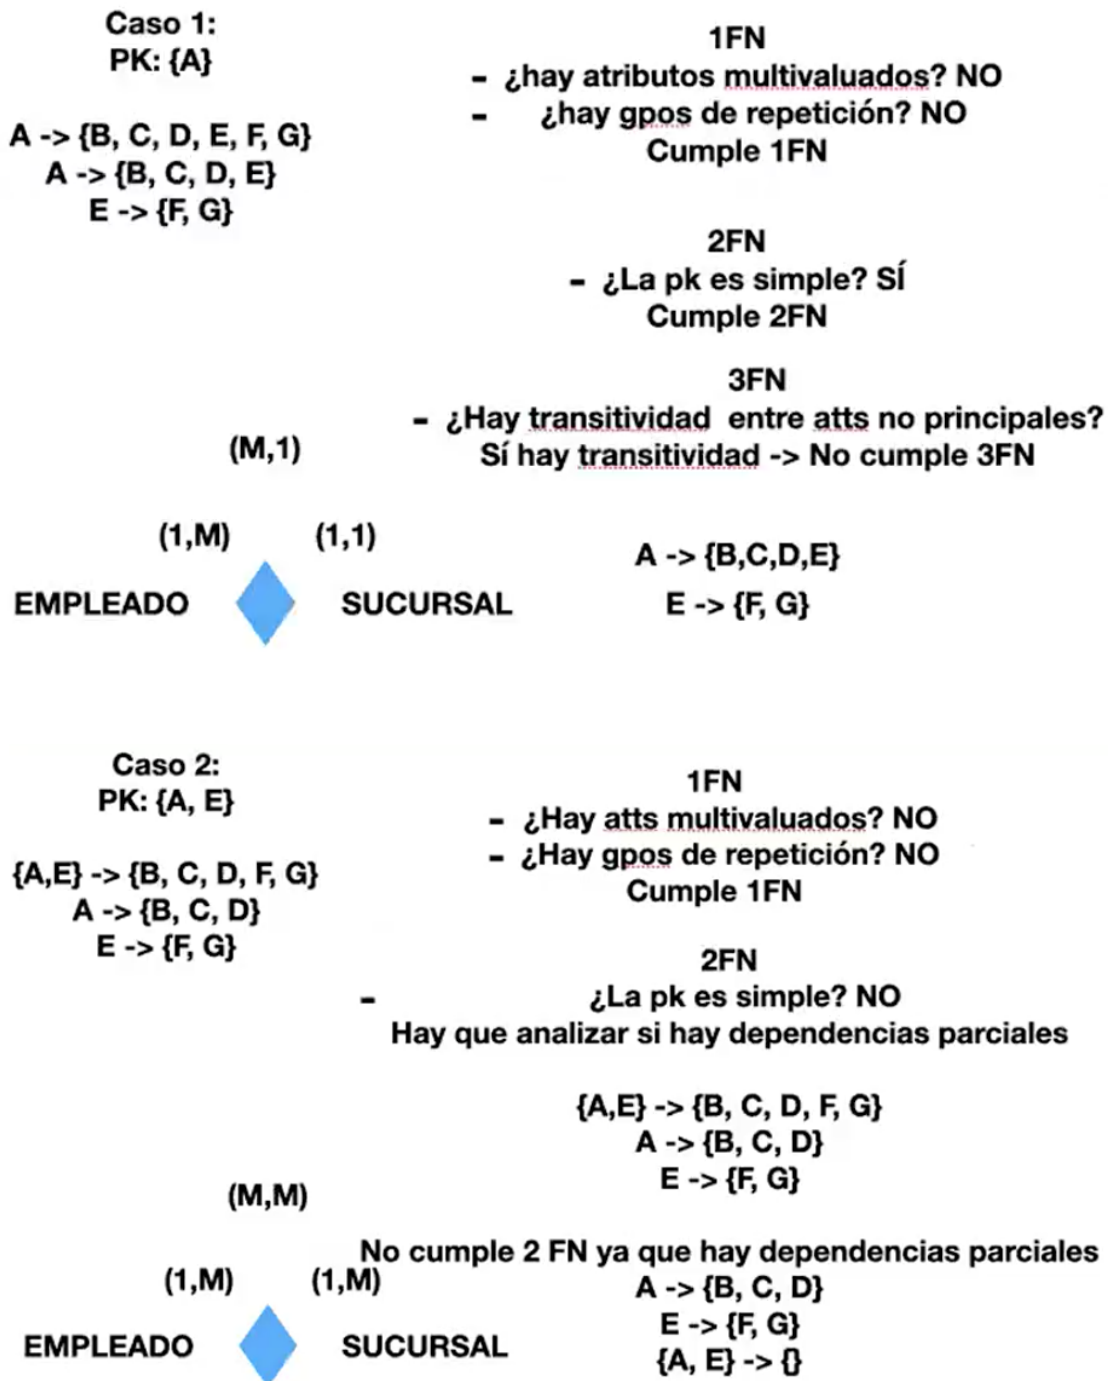 Caso 1:
PK: {A}
A -> {B, C, D, E, F, G}
A -> {B, C, D, E}
E -> {F, G}
1FN
- ¿hay atributos multivaluados? NO
- ¿hay gpos de repetición? NO
Cumple 1FN
2FN
- ¿La pk es simple? SÍ
Cumple 2FN
3FN
- ¿Hay transitividad entre atts no principales?
Sí hay transitividad -> No cumple 3FN
(M,1)
(1,M) (1,1)
EMPLEADO SUCURSAL
A -> {B,C,D,E}
E -> {F, G}
Caso 2:
PK: {A, E}
{A,E} -> {B, C, D, F, G}
A -> {B, C, D}
E -> {F, G}
1FN
- ¿Hay atts multivaluados? NO
- ¿Hay gpos de repetición? NO
Cumple 1FN
2FN
- ¿La pk es simple? NO
Hay que analizar si hay dependencias parciales
{A,E} -> {B, C, D, F, G}
A -> {B, C, D}
E -> {F, G}
(M,M)
(1,M) (1,M)
EMPLEADO SUCURSAL
No cumple 2 FN ya que hay dependencias parciales
A -> {B, C, D}
E -> {F, G}
{A, E} -> {}